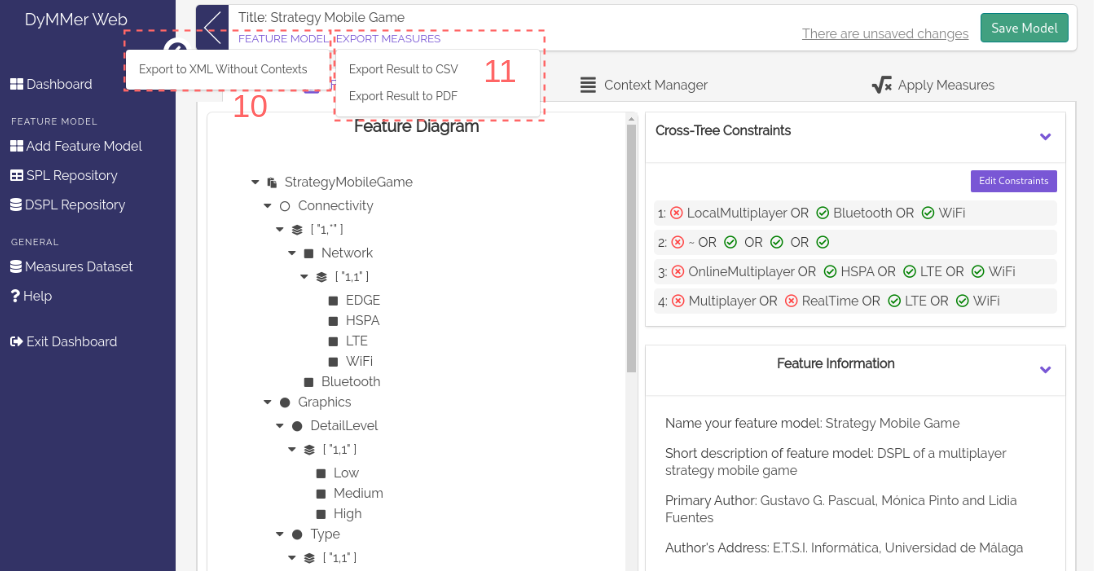 DyMMer Web
Dashboard
FEATURE MODEL
Add Feature Model
SPL Repository
DSPL Repository
GENERAL
Measures Dataset
Help
Exit Dashboard
Title: Strategy Mobile Game
FEATURE MODEL
EXPORT MEASURES
There are unsaved changes
Save Model
Export to XML Without Contexts
10
Export Result to CSV
Export Result to PDF
11
Context Manager
Apply Measures
Feature Diagram
StrategyMobileGame
Connectivity
[ "1,*" ]
Network
[ "1,1" ]
EDGE
HSPA
LTE
WiFi
Bluetooth
Graphics
DetailLevel
[ "1,1" ]
Low
Medium
High
Type
[ "1,1" ]
Cross-Tree Constraints
Edit Constraints
1: LocalMultiplayer OR Bluetooth OR WiFi
2: ~ OR OR OR
3: OnlineMultiplayer OR HSPA OR LTE OR WiFi
4: Multiplayer OR RealTime OR LTE OR WiFi
Feature Information
Name your feature model: Strategy Mobile Game
Short description of feature model: DSPL of a multiplayer
strategy mobile game
Primary Author: Gustavo G. Pascual, Mónica Pinto and Lidia
Fuentes
Author's Address: E.T.S.I. Informática, Universidad de Málaga